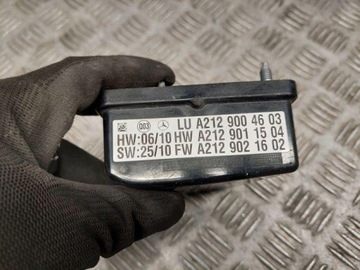 003 LU A212 900 46 03
HW:06/10 HW A212 901 15 04
SW:25/10 FW A212 902 16 02